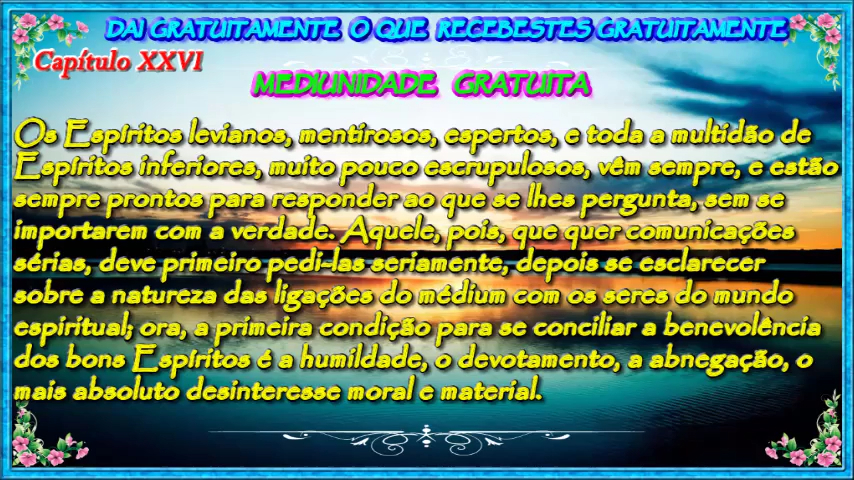 DAI GRATUITAMENTE O QUE RECEBESTES GRATUITAMENTE
Capítulo XXVI
MEDIUNIDADE GRATUITA
Os Espíritos levianos, mentirosos, espertos, e toda a multidão de
Espíritos inferiores, muito pouco escrupulosos, vêm sempre, e estão
sempre prontos para responder ao que se lhes pergunta, sem se
importarem com a verdade. Aquele, pois, que quer comunicações
sérias, deve primeiro pedi-las seriamente, depois se esclarecer
sobre a natureza das ligações do médium com os seres do mundo
espiritual; ora, a primeira condição para se conciliar a benevolência
dos bons Espíritos é a humildade, o devotamento, a abnegação, o
mais absoluto desinteresse moral e material.